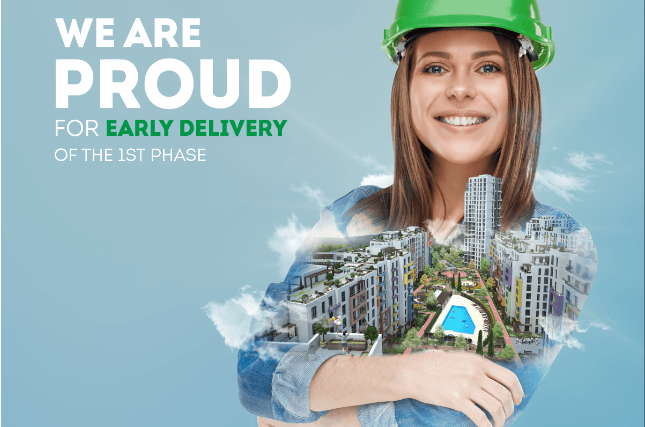 WE ARE
PROUD
FOR EARLY DELIVERY
OF THE 1ST PHASE